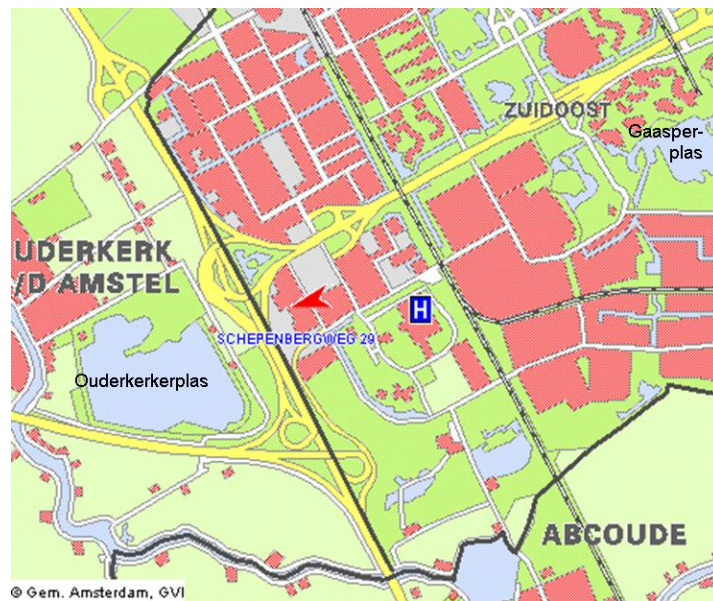 ZUIDOOST
Gaasper-
plas
UDERKERK
/D AMSTEL
H
SCHEPENBERGWEG 29
Ouderkerkerplas
ABCOUDE
© Gem. Amsterdam, GVI